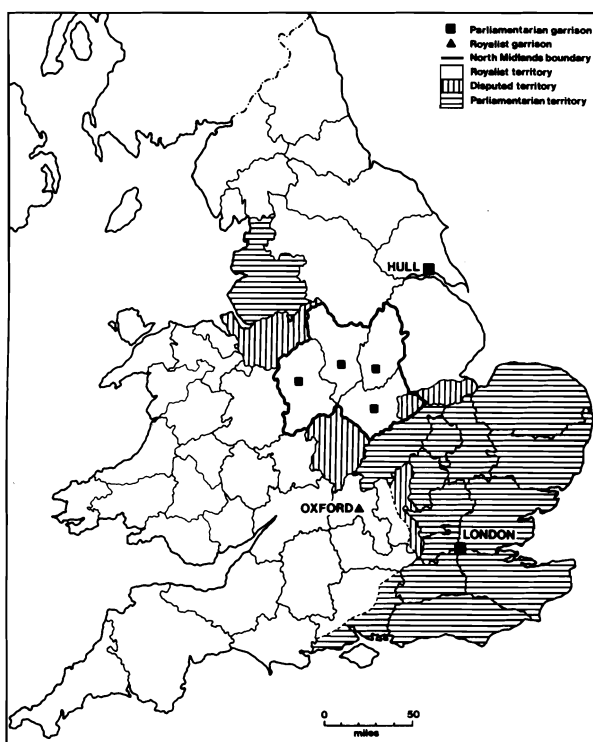 Parliamentarian garrison
Royalist garrison
North Midlands boundary
Royalist territory
Disputed territory
Parliamentarian territory
HULL
OXFORD
LONDON
0 50
miles